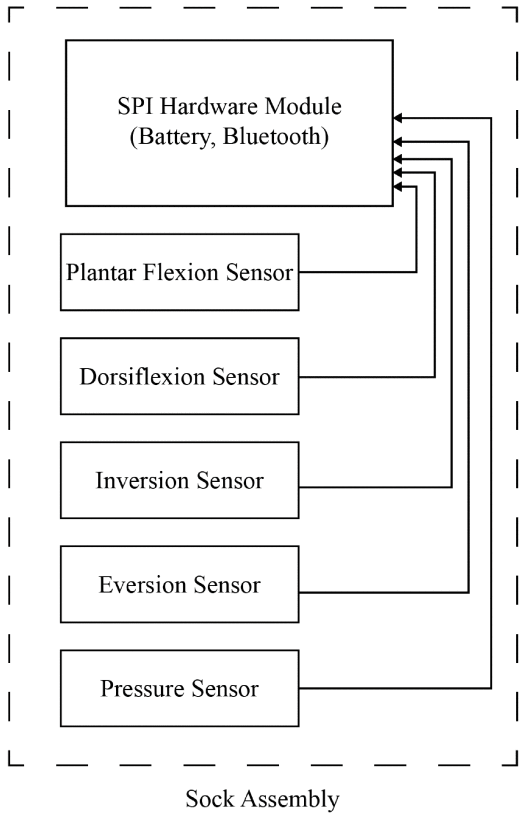 SPI Hardware Module
(Battery, Bluetooth)
Plantar Flexion Sensor
Dorsiflexion Sensor
Inversion Sensor
Eversion Sensor
Pressure Sensor
Sock Assembly